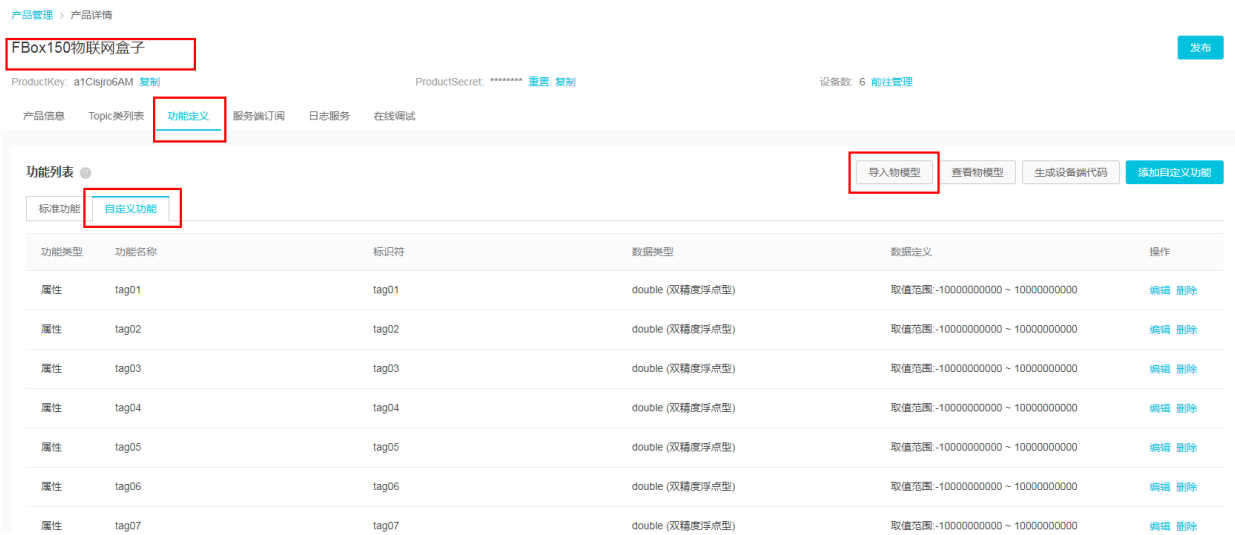 产品管理 > 产品详情
FBox150物联网盒子 发布
ProductKey: a1Cisjro6AM 复制 ProductSecret: ******** 重置 复制 设备数: 6 前往管理
产品信息 Topic类列表 功能定义 服务端订阅 日志服务 在线调试
功能列表 导入物模型 查看物模型 生成设备端代码 添加自定义功能
标准功能 自定义功能
功能类型 功能名称 标识符 数据类型 数据定义 操作
属性 tag01 tag01 double (双精度浮点型) 取值范围:-10000000000 ~ 10000000000 编辑 删除
属性 tag02 tag02 double (双精度浮点型) 取值范围:-10000000000 ~ 10000000000 编辑 删除
属性 tag03 tag03 double (双精度浮点型) 取值范围:-10000000000 ~ 10000000000 编辑 删除
属性 tag04 tag04 double (双精度浮点型) 取值范围:-10000000000 ~ 10000000000 编辑 删除
属性 tag05 tag05 double (双精度浮点型) 取值范围:-10000000000 ~ 10000000000 编辑 删除
属性 tag06 tag06 double (双精度浮点型) 取值范围:-10000000000 ~ 10000000000 编辑 删除
属性 tag07 tag07 double (双精度浮点型) 取值范围:-10000000000 ~ 10000000000 编辑 删除